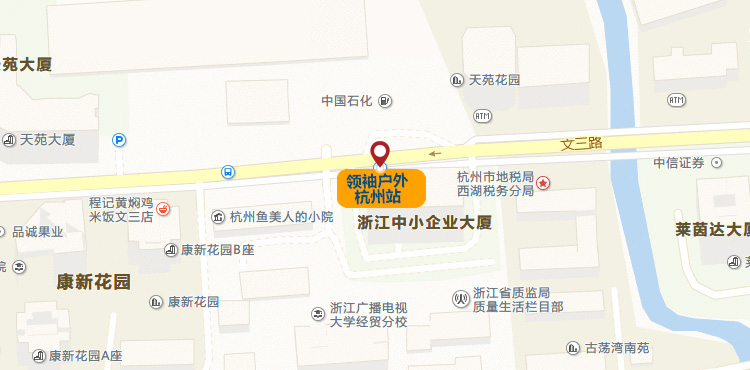 苑大厦
天苑花园
中国石化
ATM
ATM
天苑大厦
P
文三路
中信证券
领袖户外
杭州站
杭州市地税局
西湖税务分局
程记黄焖鸡
米饭文三店
杭州鱼美人的小院
浙江中小企业大厦
品诚果业
莱茵达大厦
康新花园B座
院
康新花园
浙江省质监局
质量生活栏目部
康新花园
浙江广播电视
大学经贸分校
古荡湾南苑
康新花园A座